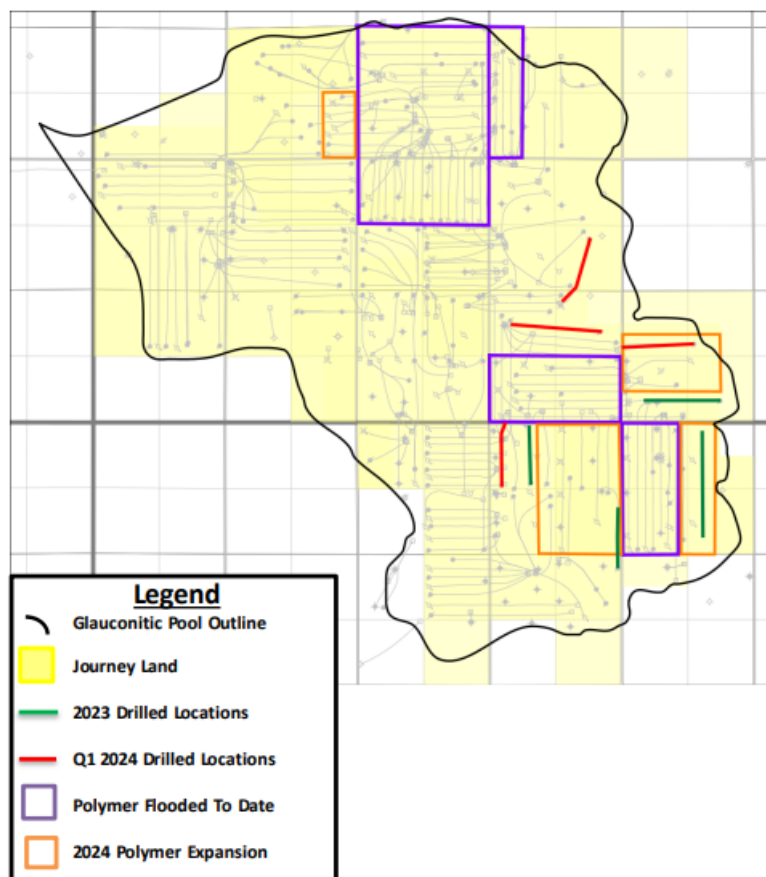 Legend
Glauconitic Pool Outline
Journey Land
2023 Drilled Locations
Q1 2024 Drilled Locations
Polymer Flooded To Date
2024 Polymer Expansion